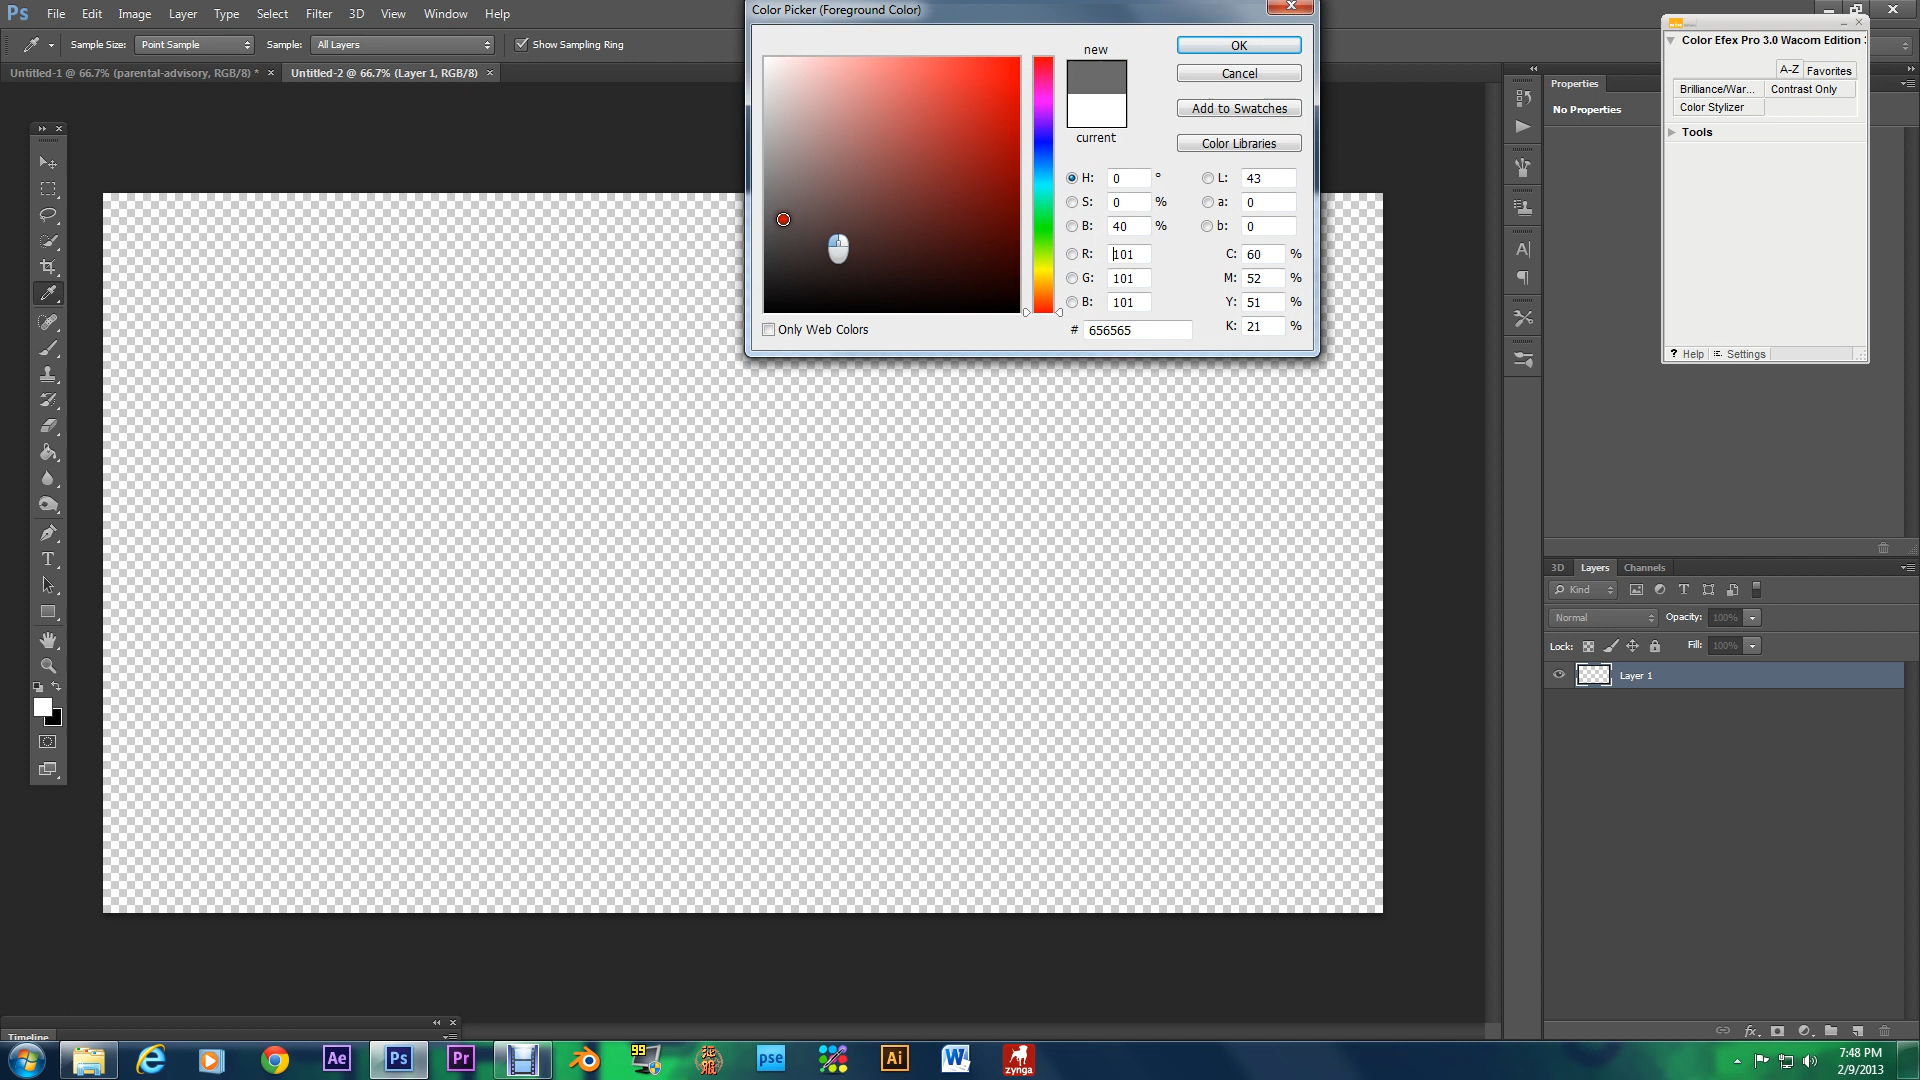 Ps File Edit Image Layer Type Select Filter 3D View Window Help
Sample Size: Point Sample Sample: All Layers Show Sampling Ring
Untitled-1 @ 66.7% (parental-advisory, RGB/8) * × Untitled-2 @ 66.7% (Layer 1, RGB/8) ×
Color Picker (Foreground Color)
new
current
OK
Cancel
Add to Swatches
Color Libraries
H: 0 ° L: 43
S: 0 % a: 0
B: 40 % b: 0
R: 101 C: 60 %
G: 101 M: 52 %
B: 101 Y: 51 %
# 656565 K: 21 %
Only Web Colors
Properties
No Properties
Color Efex Pro 3.0 Wacom Edition
A-Z Favorites
Brilliance/War... Contrast Only
Color Stylizer
Tools
? Help Settings
3D Layers Channels
Kind
Normal Opacity: 100%
Lock: Fill: 100%
Layer 1
fx
Timeline
Ae Ps Pr 99 征服 pse Ai W zynga
7:48 PM
2/9/2013